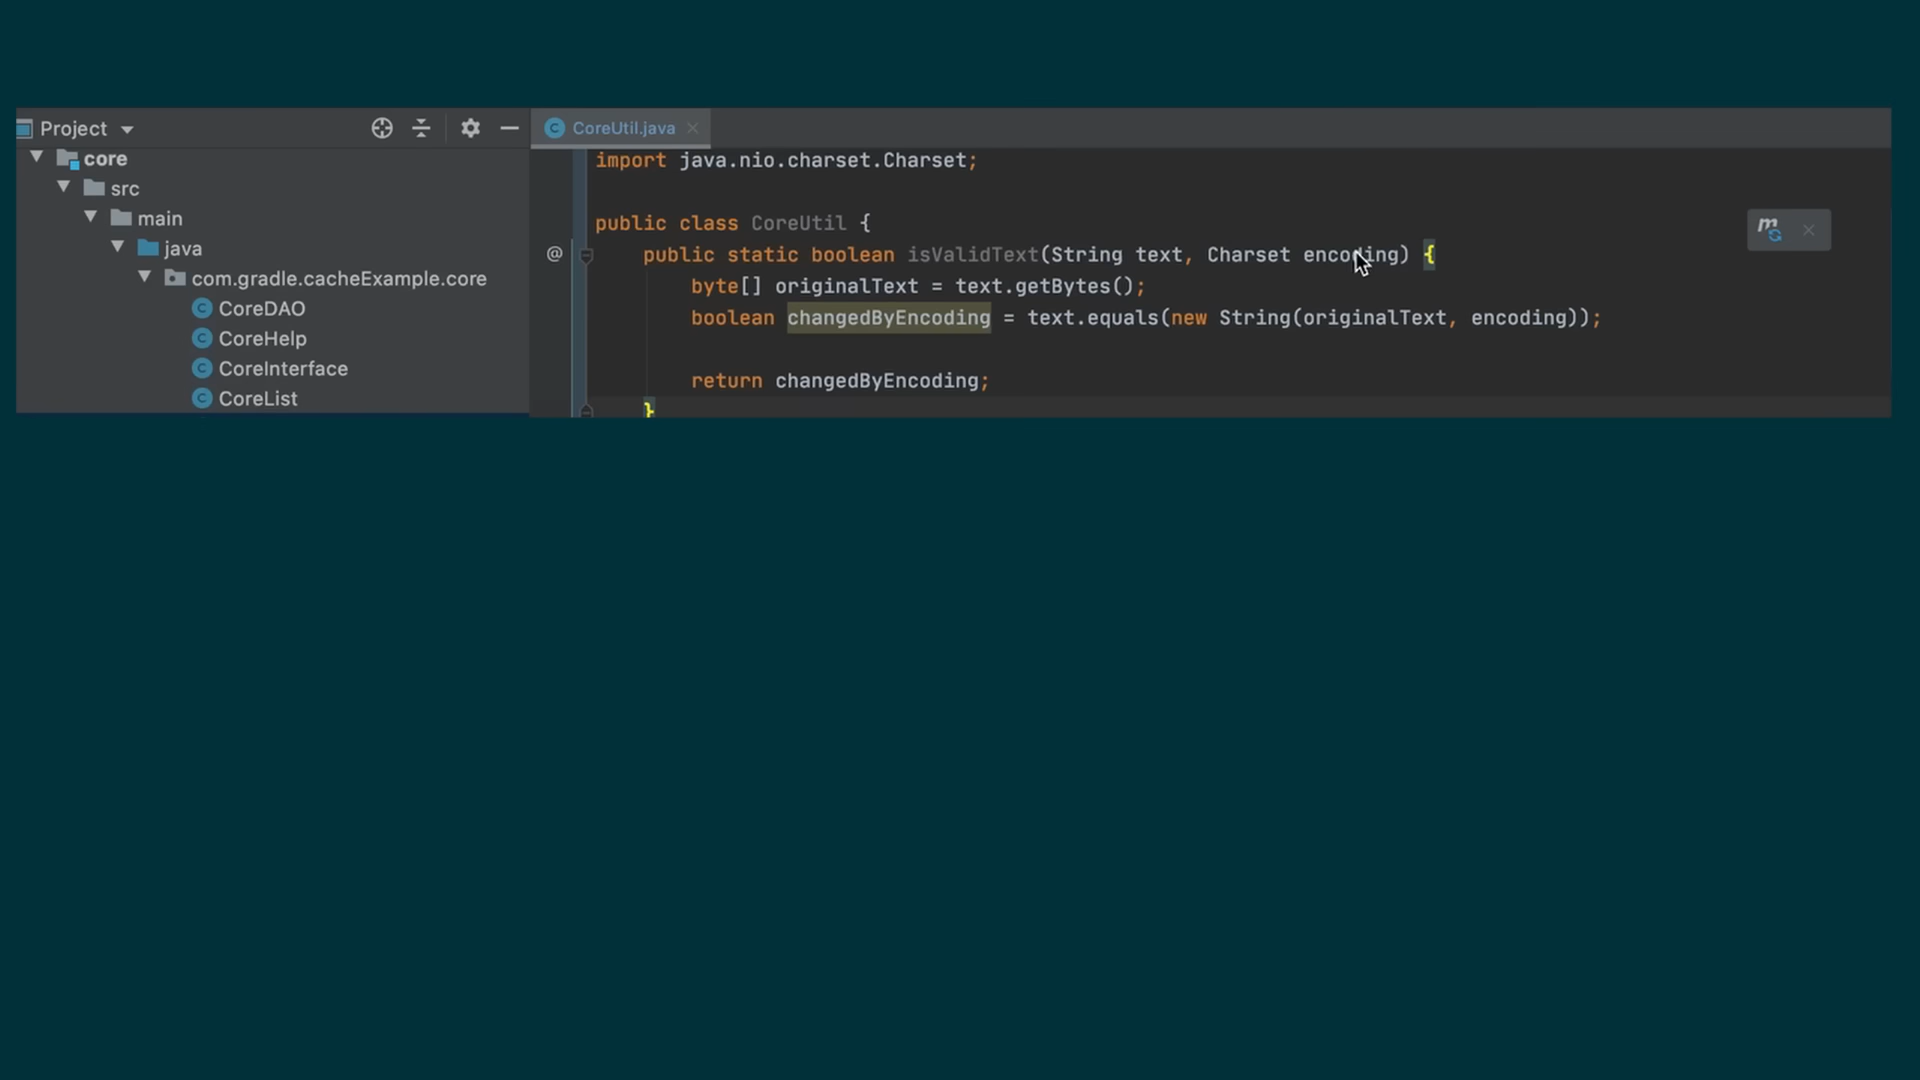 Project
core
src
main
java
com.gradle.cacheExample.core
CoreDAO
CoreHelp
CoreInterface
CoreList
CoreUtil.java
import java.nio.charset.Charset;
public class CoreUtil {
@ public static boolean isValidText(String text, Charset encoding) {
byte[] originalText = text.getBytes();
boolean changedByEncoding = text.equals(new String(originalText, encoding));
return changedByEncoding;
}
m